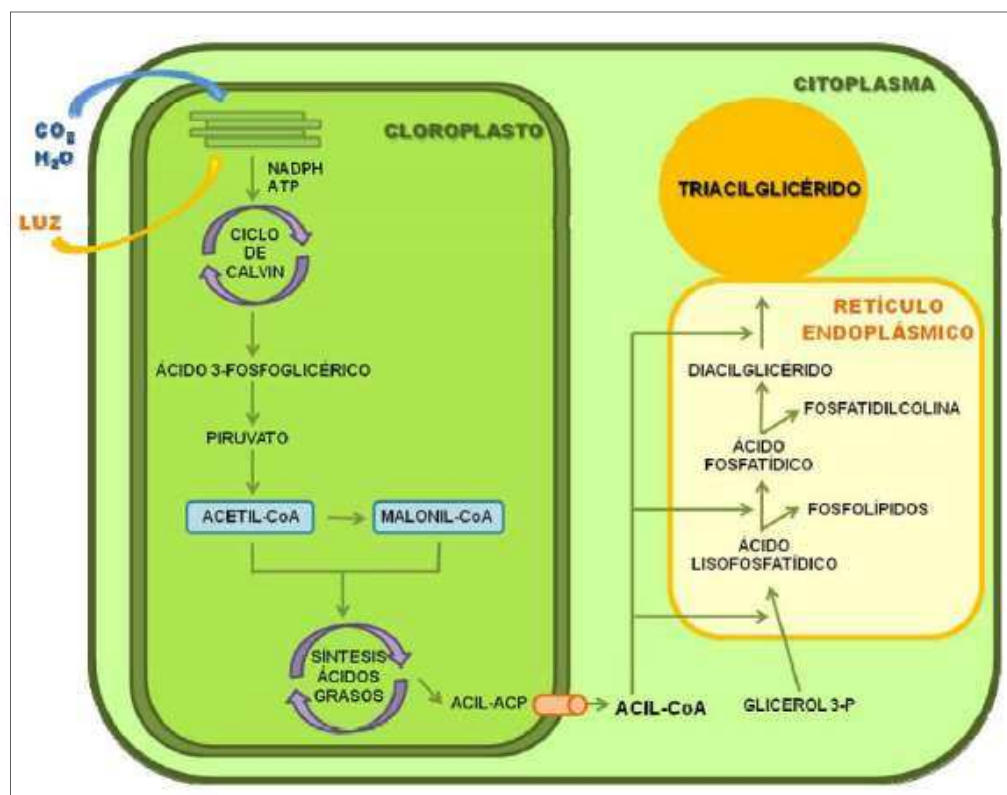 CITOPLASMA
CO2
H2O
LUZ
CLOROPLASTO
NADPH
ATP
CICLO
DE
CALVIN
ÁCIDO 3-FOSFOGLICÉRICO
PIRUVATO
ACETIL-CoA
MALONIL-CoA
SÍNTESIS
ÁCIDOS
GRASOS
ACIL-ACP
ACIL-CoA
GLICEROL 3-P
TRIACILGLICÉRIDO
RETÍCULO
ENDOPLÁSMICO
DIACILGLICÉRIDO
FOSFATIDILCOLINA
ÁCIDO
FOSFATÍDICO
FOSFOLÍPIDOS
ÁCIDO
LISOFOSFATÍDICO